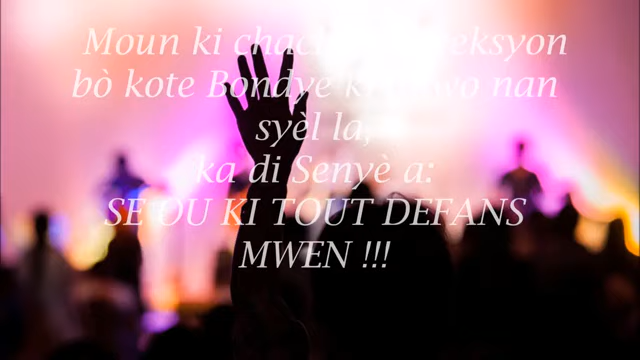 Moun ki
bò kote Bondye nan
syèl la,
ka di Senyè a:
SE OU KI TOUT DEFANS
MWEN !!!